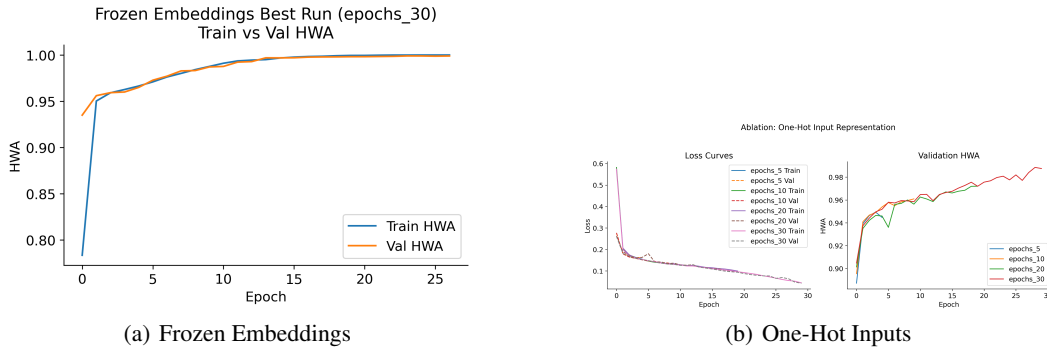 Frozen Embeddings Best Run (epochs_30)
Train vs Val HWA
HWA
1.00
0.95
0.90
0.85
0.80
0
5
10
15
20
25
Epoch
Train HWA
Val HWA
(a) Frozen Embeddings
Ablation: One-Hot Input Representation
Loss Curves
Loss
0.6
0.5
0.4
0.3
0.2
0.1
0
5
10
15
20
25
30
Epoch
epochs_5 Train
epochs_5 Val
epochs_10 Train
epochs_10 Val
epochs_20 Train
epochs_20 Val
epochs_30 Train
epochs_30 Val
Validation HWA
HWA
0.98
0.96
0.94
0.92
0.90
0
5
10
15
20
25
30
Epoch
epochs_5
epochs_10
epochs_20
epochs_30
(b) One-Hot Inputs